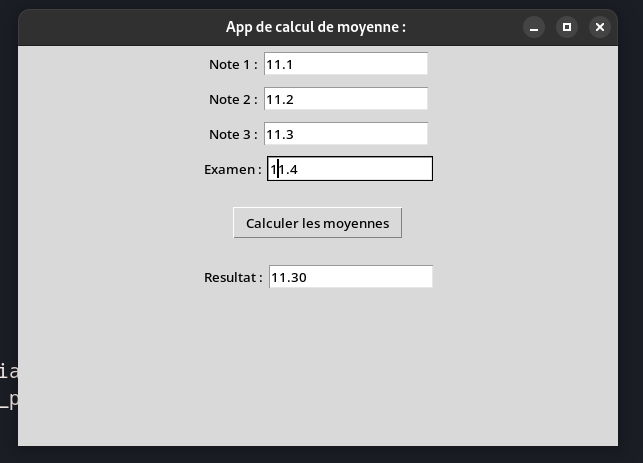 App de calcul de moyenne :
Note 1 : 11.1
Note 2 : 11.2
Note 3 : 11.3
Examen : 11.4
Calculer les moyennes
Resultat : 11.30
ia
_p